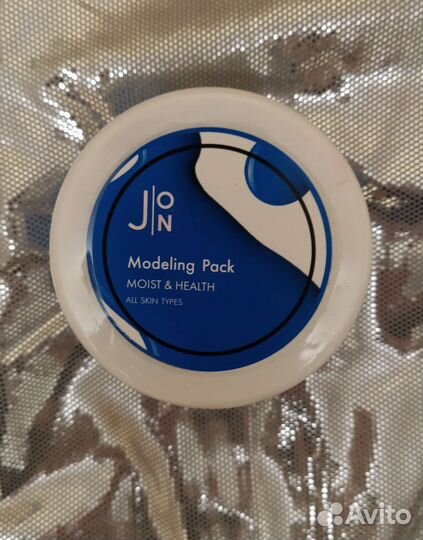 J|ON
Modeling Pack
MOIST & HEALTH
ALL SKIN TYPES
Avito